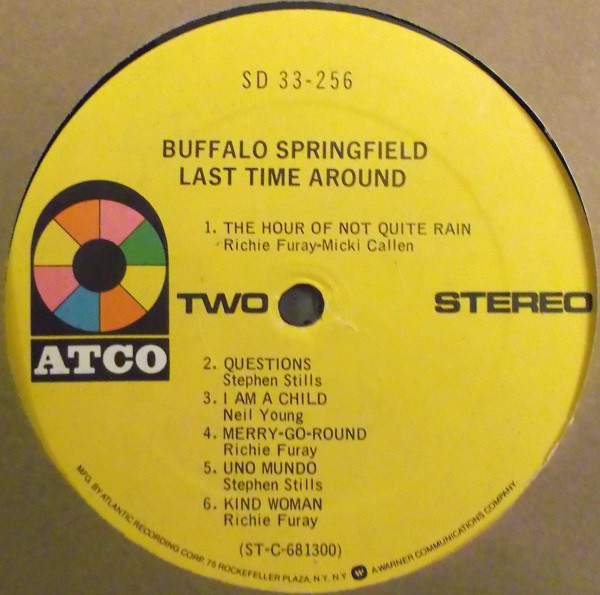 SD 33-256
BUFFALO SPRINGFIELD
LAST TIME AROUND
1. THE HOUR OF NOT QUITE RAIN
Richie Furay-Micki Callen
TWO
STEREO
ATCO
2. QUESTIONS
Stephen Stills
3. I AM A CHILD
Neil Young
4. MERRY-GO-ROUND
Richie Furay
5. UNO MUNDO
Stephen Stills
6. KIND WOMAN
Richie Furay
(ST-C-681300)
MFG. BY ATLANTIC RECORDING CORP. 75 ROCKEFELLER PLAZA, N.Y., N.Y. W A WARNER COMMUNICATIONS COMPANY